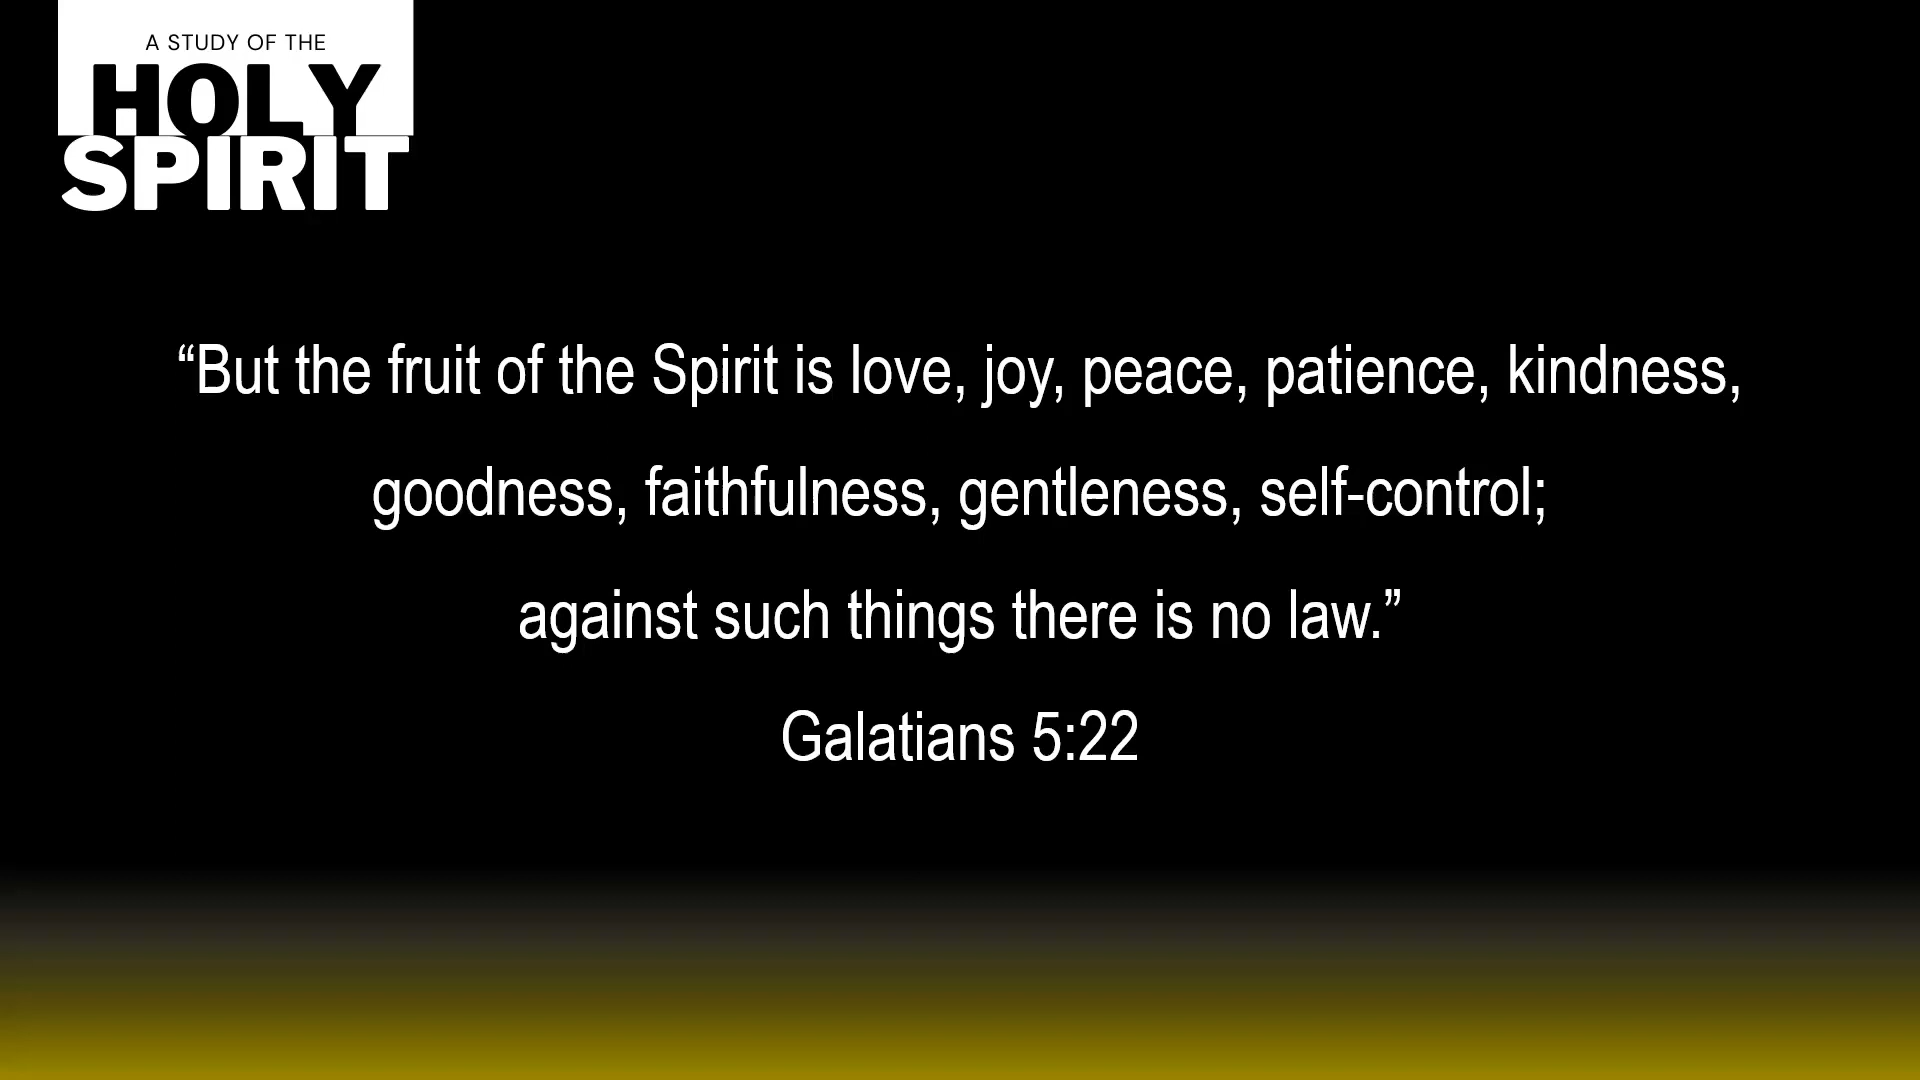 A STUDY OF THE
HOLY
SPIRIT
“But the fruit of the Spirit is love, joy, peace, patience, kindness,
goodness, faithfulness, gentleness, self-control;
against such things there is no law.”
Galatians 5:22